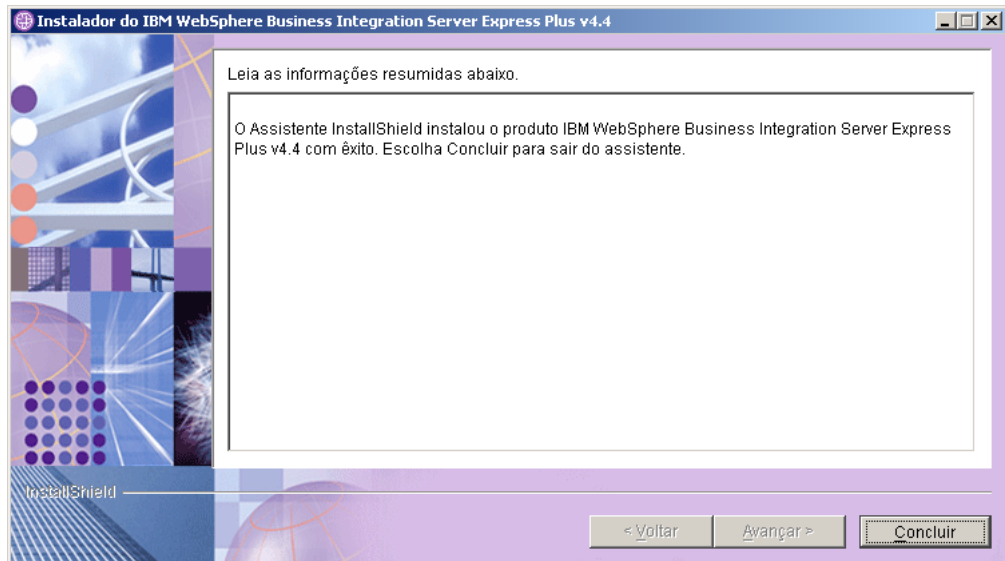 Instalador do IBM WebSphere Business Integration Server Express Plus v4.4
Leia as informações resumidas abaixo.
O Assistente InstallShield instalou o produto IBM WebSphere Business Integration Server Express
Plus v4.4 com êxito. Escolha Concluir para sair do assistente.
InstallShield
< Voltar
Avançar >
Concluir